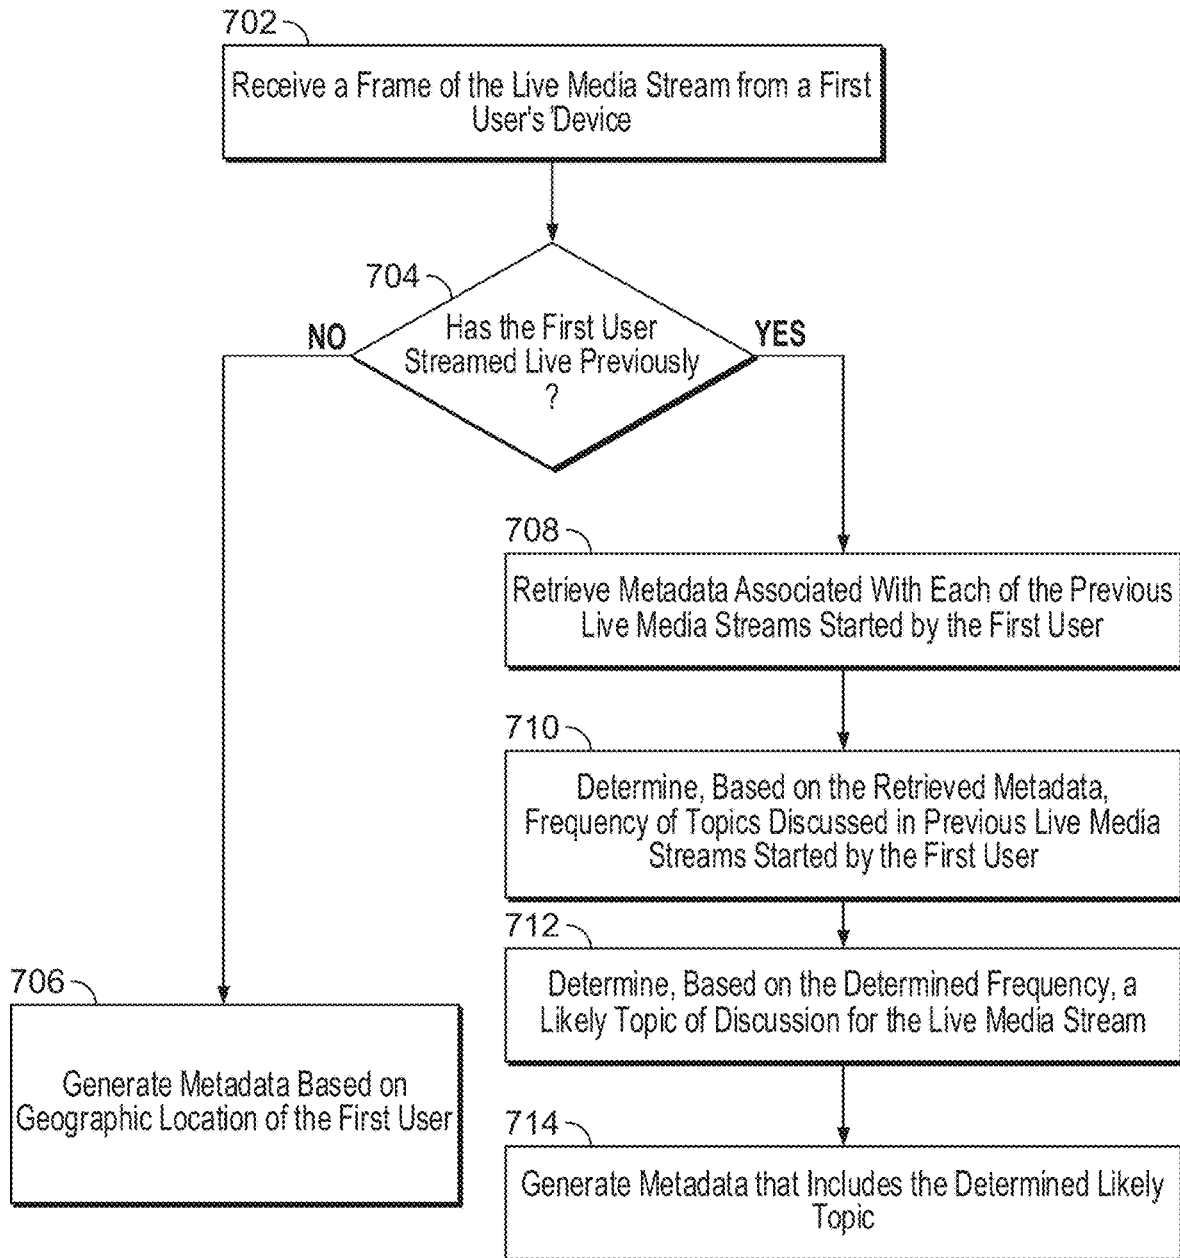 702
Receive a Frame of the Live Media Stream from a First
User's Device
704
Has the First User
Streamed Live Previously
?
NO
YES
708
Retrieve Metadada Associated With Each of the Previous
Live Media Streams Started by the First User
710
Determine, Based on the Retrieved Metadata,
Frequency of Topics Discussed in Previous Live Media
Streams Started by the First User
712
Determine, Based on the Determined Frequency, a
Likely Topic of Discussion for the Live Media Stream
706
Generate Metadata Based on
Geographic Location of the First User
714
Generate Metadata that Includes the Determined Likely
Topic